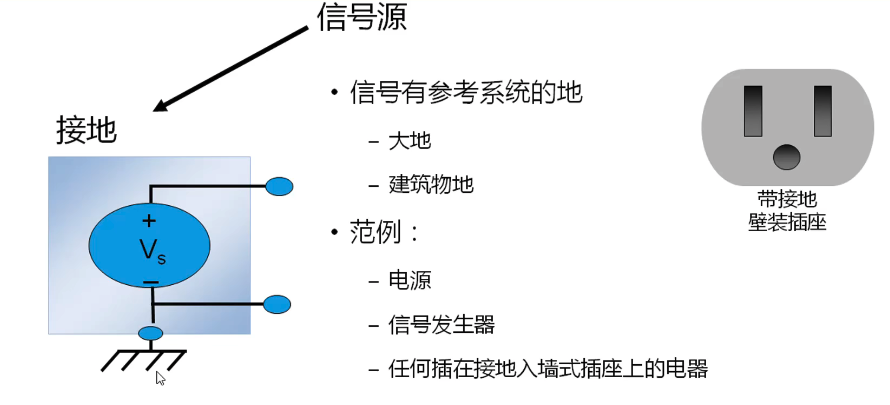 信号源
接地
+
Vs
−
• 信号有参考系统的地
– 大地
– 建筑物地
• 范例：
– 电源
– 信号发生器
– 任何插在接地入墙式插座上的电器
带接地
壁装插座